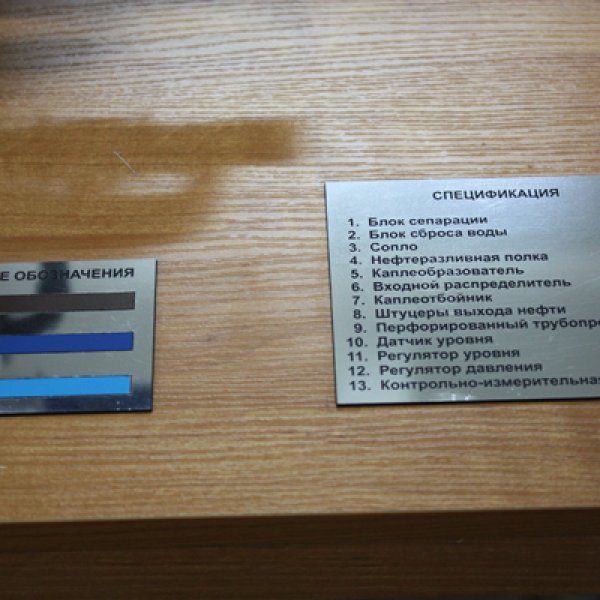 Е ОБОЗНАЧЕНИЯ
СПЕЦИФИКАЦИЯ
1. Блок сепарации
2. Блок сброса воды
3. Сопло
4. Нефтеразливная полка
5. Каплеобразователь
6. Входной распределитель
7. Каплеотбойник
8. Штуцеры выхода нефти
9. Перфорированный трубопро
10. Датчик уровня
11. Регулятор уровня
12. Регулятор давления
13. Контрольно-измерительная